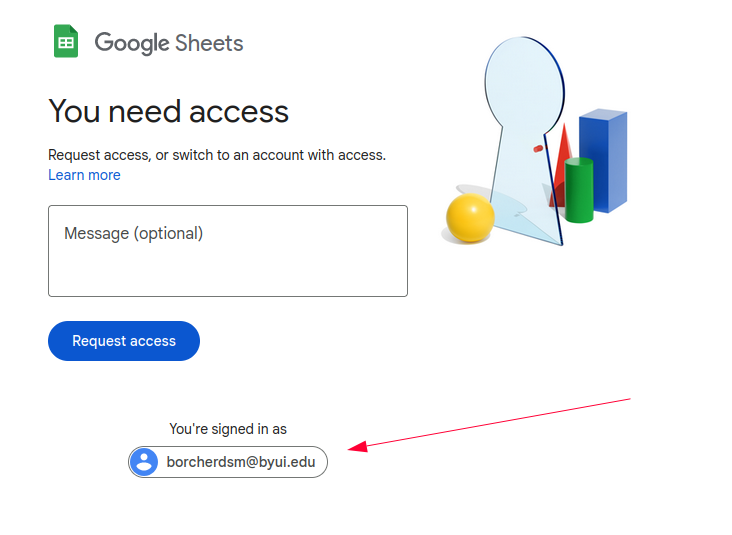 Google Sheets
You need access
Request access, or switch to an account with access.
Learn more
Message (optional)
Request access
You're signed in as
borcherdsm@byui.edu